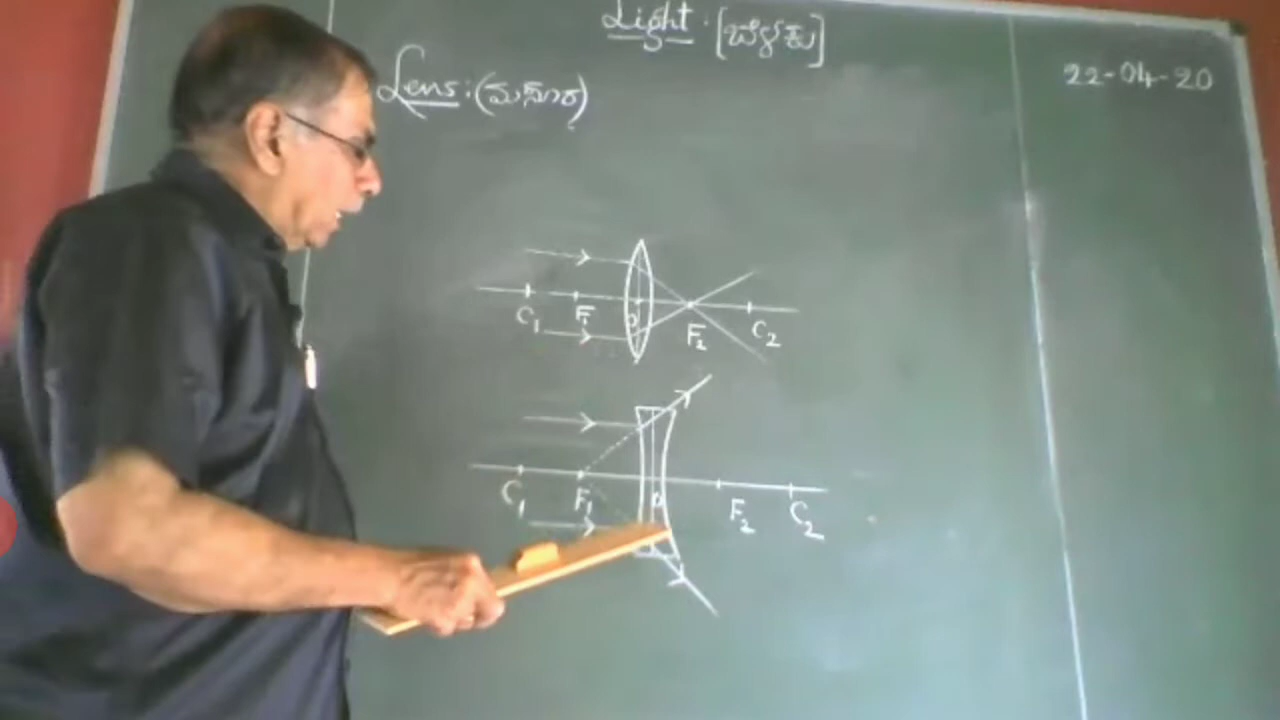 Light : [ಬೆಳಕು]
22-04-20
Lens : (ಮಸೂರ)
C₁ F₁ O F₂ C₂
C₁ F₁ O F₂ C₂